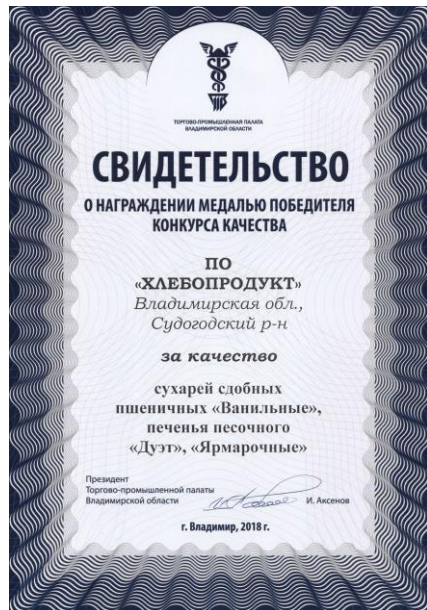 ТОРГОВО-ПРОМЫШЛЕННАЯ ПАЛАТА
ВЛАДИМИРСКОЙ ОБЛАСТИ
СВИДЕТЕЛЬСТВО
О НАГРАЖДЕНИИ МЕДАЛЬЮ ПОБЕДИТЕЛЯ
КОНКУРСА КАЧЕСТВА
ПО
«ХЛЕБОПРОДУКТ»
Владимирская обл.,
Судогодский р-н
за качество
сухарей сдобных
пшеничных «Ванильные»,
печенья песочного
«Дуэт», «Ярмарочные»
Президент
Торгово-промышленной палаты
Владимирской области И. Аксенов
г. Владимир, 2018 г.